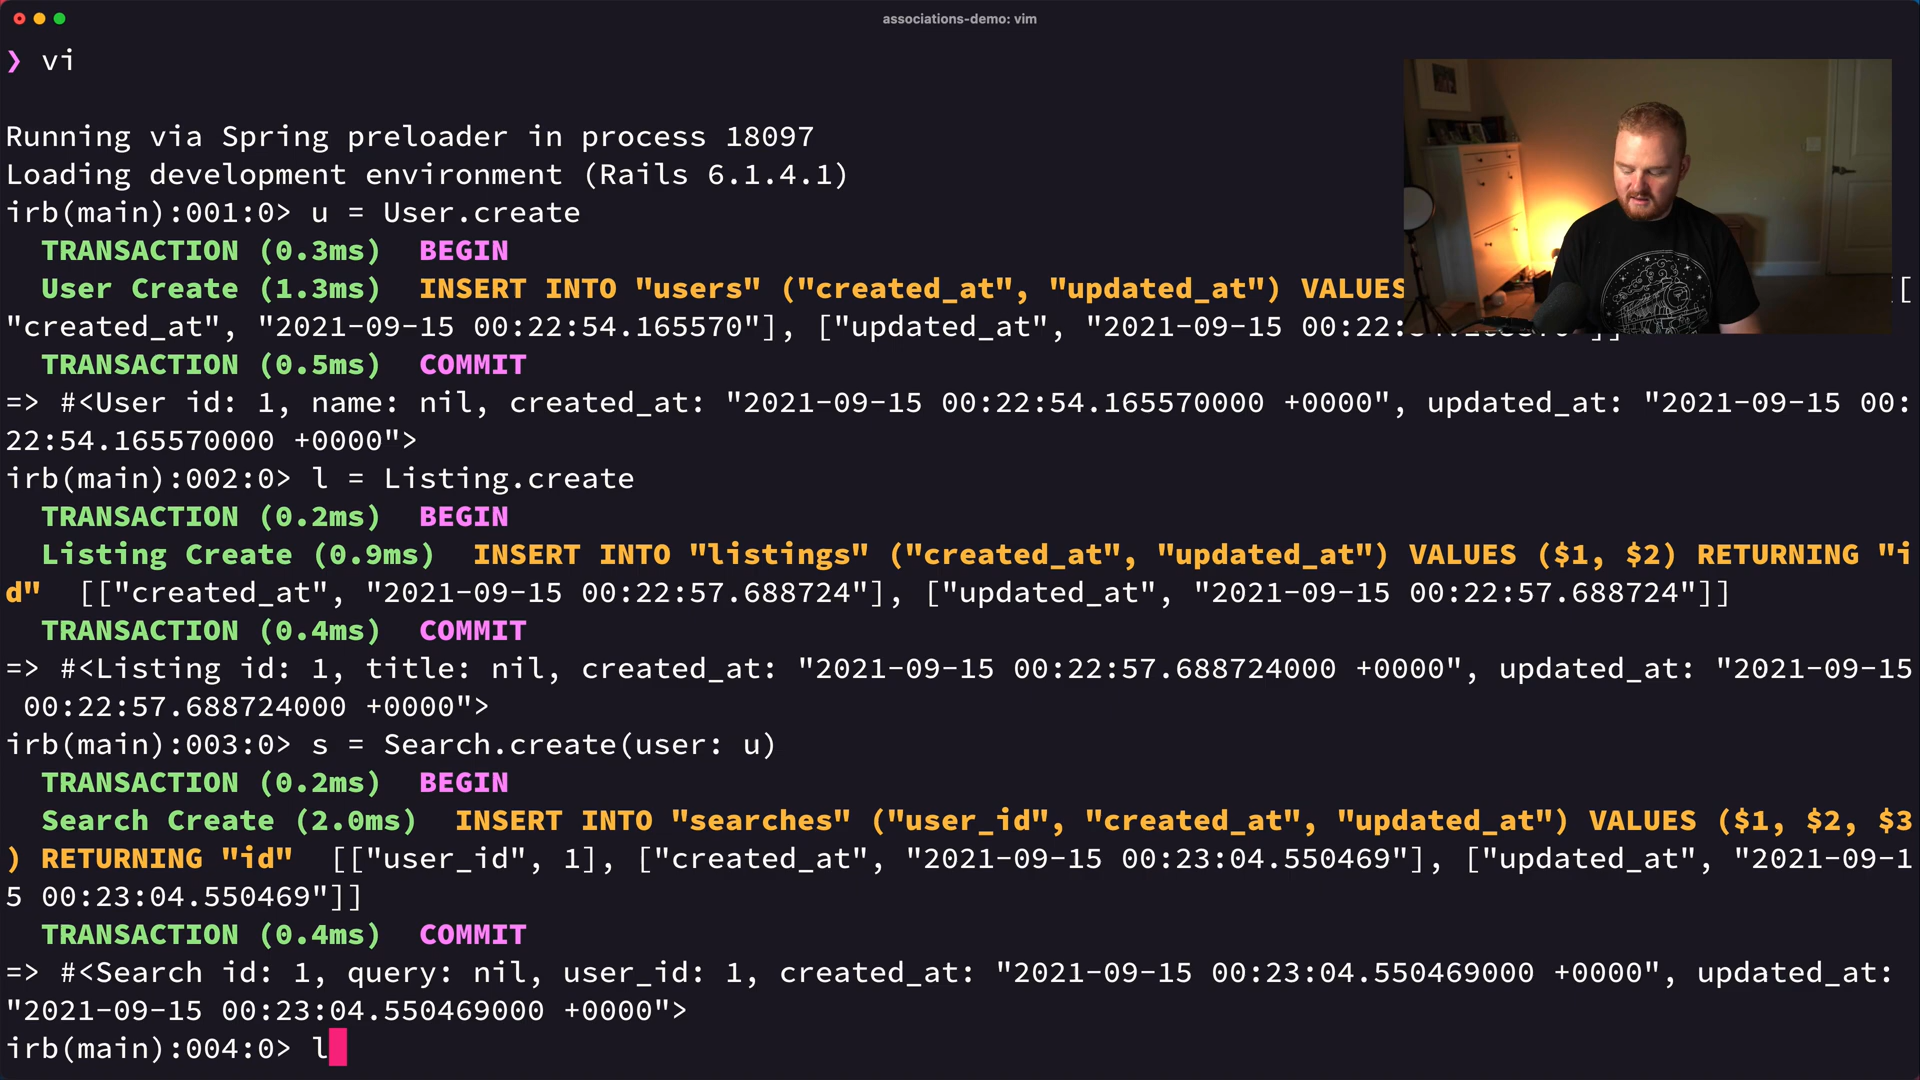 associations-demo: vim
❯ vi
Running via Spring preloader in process 18097
Loading development environment (Rails 6.1.4.1)
irb(main):001:0> u = User.create
TRANSACTION (0.3ms)  BEGIN
User Create (1.3ms)  INSERT INTO "users" ("created_at", "updated_at") VALUES [
"created_at", "2021-09-15 00:22:54.165570"], ["updated_at", "2021-09-15 00:22:
TRANSACTION (0.5ms)  COMMIT
=> #<User id: 1, name: nil, created_at: "2021-09-15 00:22:54.165570000 +0000", updated_at: "2021-09-15 00:
22:54.165570000 +0000">
irb(main):002:0> l = Listing.create
TRANSACTION (0.2ms)  BEGIN
Listing Create (0.9ms)  INSERT INTO "listings" ("created_at", "updated_at") VALUES ($1, $2) RETURNING "i
d"  [["created_at", "2021-09-15 00:22:57.688724"], ["updated_at", "2021-09-15 00:22:57.688724"]]
TRANSACTION (0.4ms)  COMMIT
=> #<Listing id: 1, title: nil, created_at: "2021-09-15 00:22:57.688724000 +0000", updated_at: "2021-09-15
00:22:57.688724000 +0000">
irb(main):003:0> s = Search.create(user: u)
TRANSACTION (0.2ms)  BEGIN
Search Create (2.0ms)  INSERT INTO "searches" ("user_id", "created_at", "updated_at") VALUES ($1, $2, $3
) RETURNING "id"  [["user_id", 1], ["created_at", "2021-09-15 00:23:04.550469"], ["updated_at", "2021-09-1
5 00:23:04.550469"]]
TRANSACTION (0.4ms)  COMMIT
=> #<Search id: 1, query: nil, user_id: 1, created_at: "2021-09-15 00:23:04.550469000 +0000", updated_at:
"2021-09-15 00:23:04.550469000 +0000">
irb(main):004:0> l